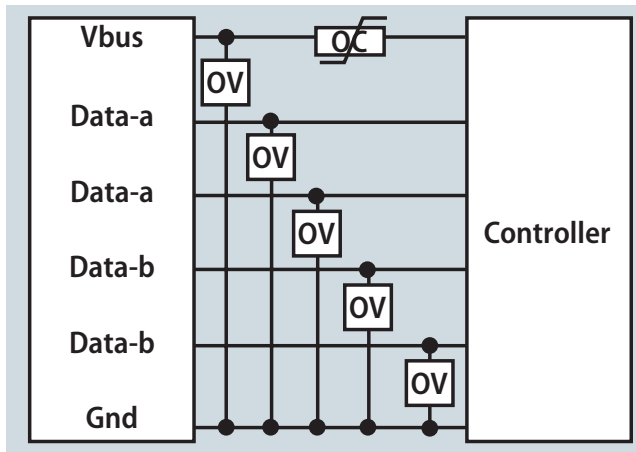 Vbus
OC
OV
Data-a
OV
Data-a
OV
Controller
Data-b
OV
Data-b
OV
Gnd